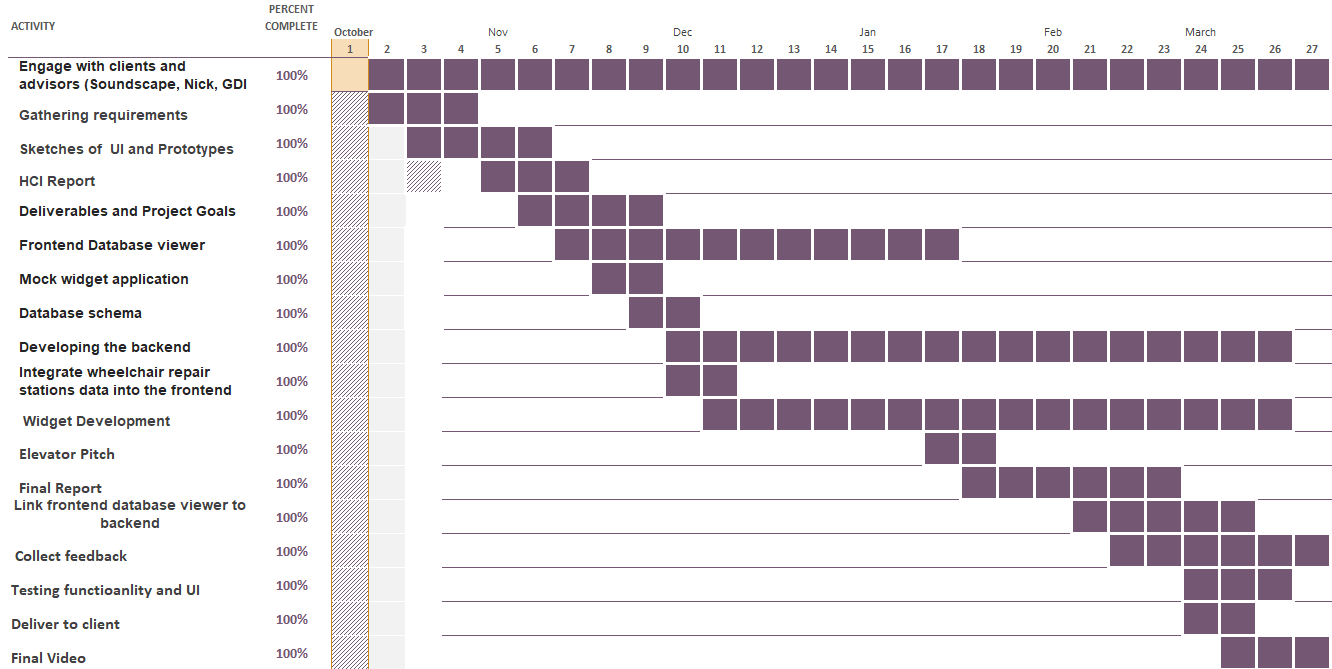 PERCENT
ACTIVITY COMPLETE
October Nov Dec Jan Feb March
1 2 3 4 5 6 7 8 9 10 11 12 13 14 15 16 17 18 19 20 21 22 23 24 25 26 27
Engage with clients and
advisors (Soundscape, Nick, GDI 100%
Gathering requirements 100%
Sketches of UI and Prototypes 100%
HCI Report 100%
Deliverables and Project Goals 100%
Frontend Database viewer 100%
Mock widget application 100%
Database schema 100%
Developing the backend 100%
Integrate wheelchair repair
stations data into the frontend 100%
Widget Development 100%
Elevator Pitch 100%
Final Report 100%
Link frontend database viewer to
backend 100%
Collect feedback 100%
Testing functioanlity and UI 100%
Deliver to client 100%
Final Video 100%